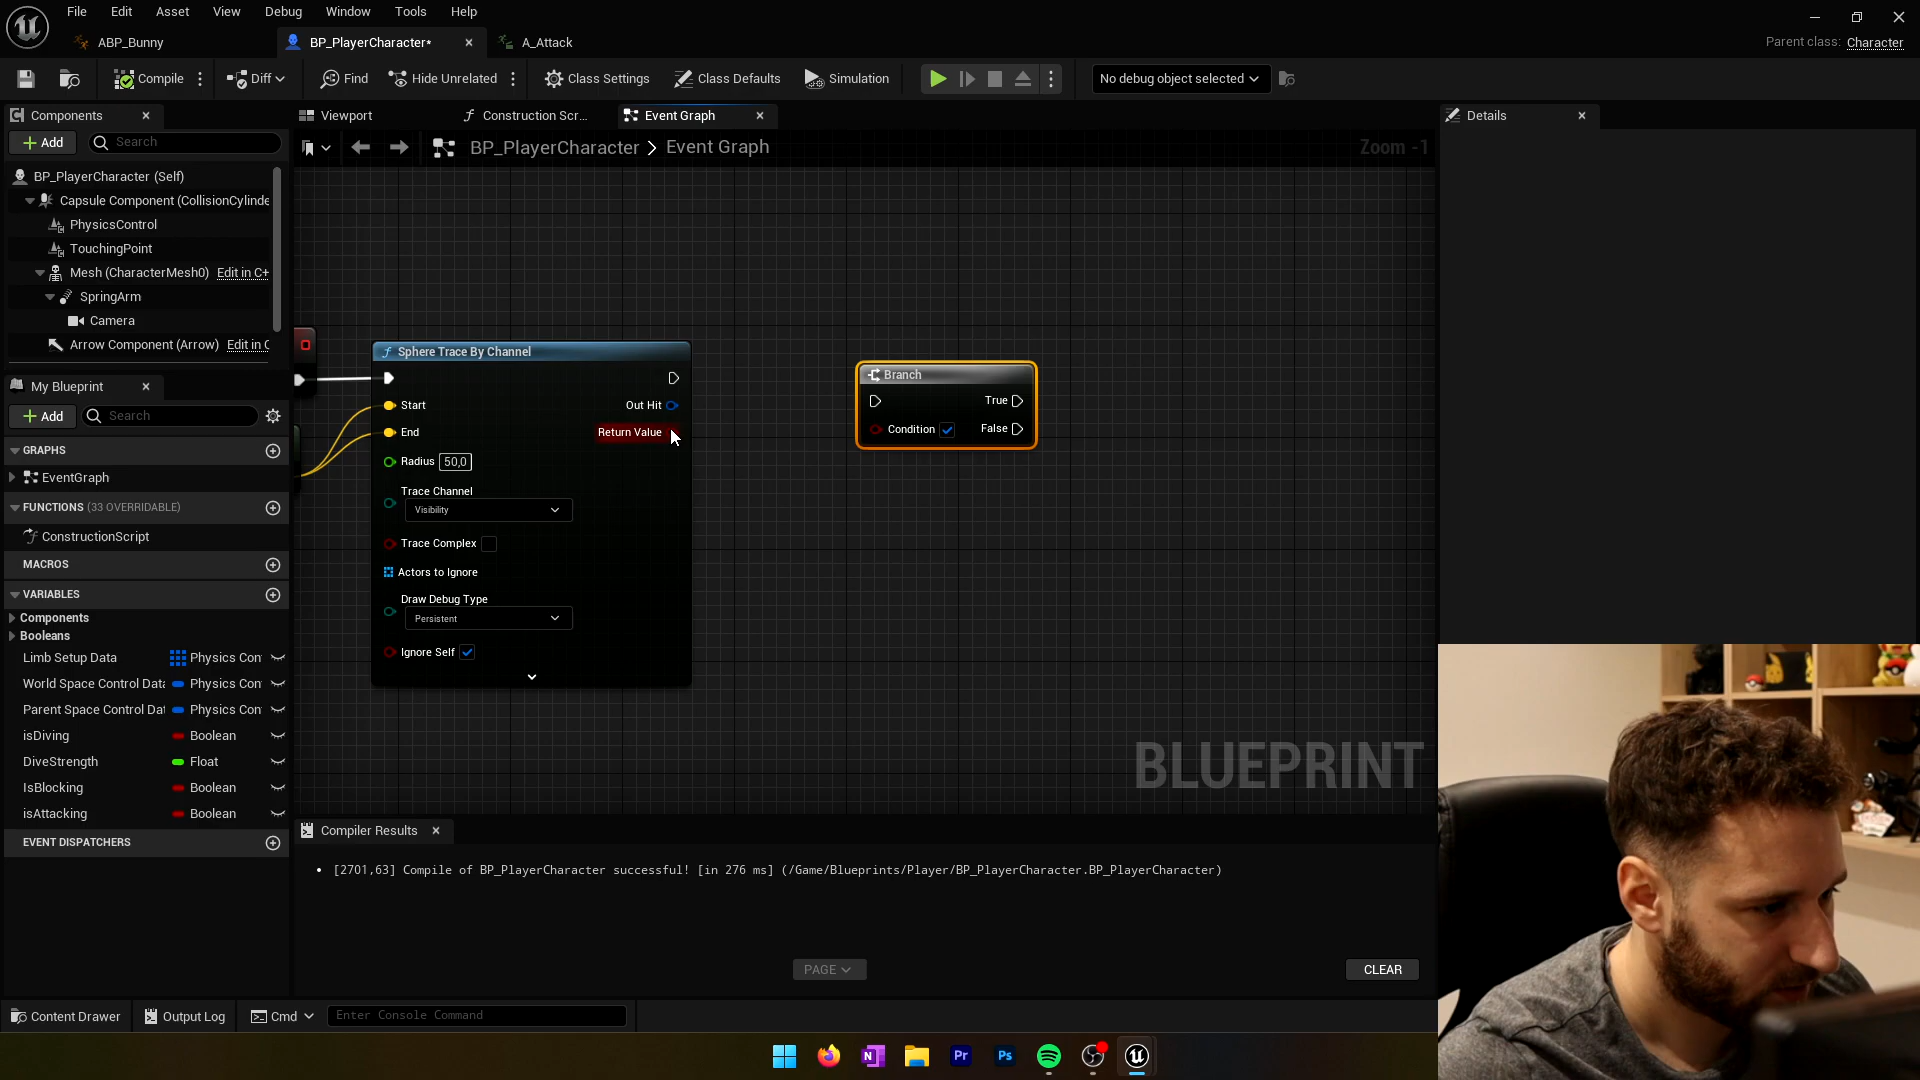 File Edit Asset View Debug Window Tools Help
ABP_Bunny
BP_PlayerCharacter*
A_Attack
Parent class: Character
Compile
Diff
Find
Hide Unrelated
Class Settings
Class Defaults
Simulation
No debug object selected
Components
Add
Search
BP_PlayerCharacter (Self)
Capsule Component (CollisionCylinde
PhysicsControl
TouchingPoint
Mesh (CharacterMesh0) Edit in C+
SpringArm
Camera
Arrow Component (Arrow) Edit in C
My Blueprint
Add
Search
GRAPHS
EventGraph
FUNCTIONS (33 OVERRIDABLE)
ConstructionScript
MACROS
VARIABLES
Components
Booleans
Limb Setup Data Physics Con
World Space Control Data Physics Con
Parent Space Control Dat Physics Con
isDiving Boolean
DiveStrength Float
IsBlocking Boolean
isAttacking Boolean
EVENT DISPATCHERS
Viewport
Construction Scr...
Event Graph
BP_PlayerCharacter > Event Graph
Zoom -1
Sphere Trace By Channel
Start
Out Hit
End
Return Value
Radius 50,0
Trace Channel
Visibility
Trace Complex
Actors to Ignore
Draw Debug Type
Persistent
Ignore Self
Branch
True
Condition
False
BLUEPRINT
Compiler Results
• [2701,63] Compile of BP_PlayerCharacter successful! [in 276 ms] (/Game/Blueprints/Player/BP_PlayerCharacter.BP_PlayerCharacter)
PAGE
CLEAR
Details
Content Drawer
Output Log
Cmd
Enter Console Command
N
Pr
Ps